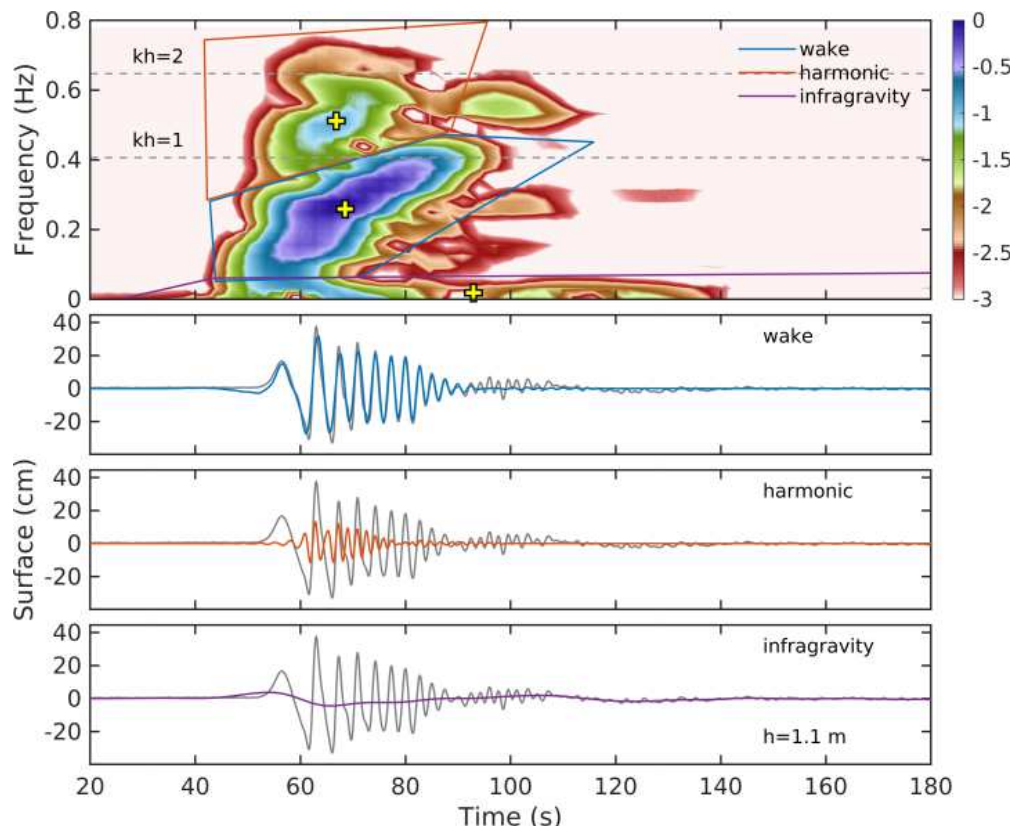 0.8
0.6
0.4
0.2
0
Frequency (Hz)
kh=2
kh=1
wake
harmonic
infragravity
0
-0.5
-1
-1.5
-2
-2.5
-3
40
20
0
-20
wake
40
20
0
-20
harmonic
Surface (cm)
40
20
0
-20
infragravity
h=1.1 m
20 40 60 80 100 120 140 160 180
Time (s)